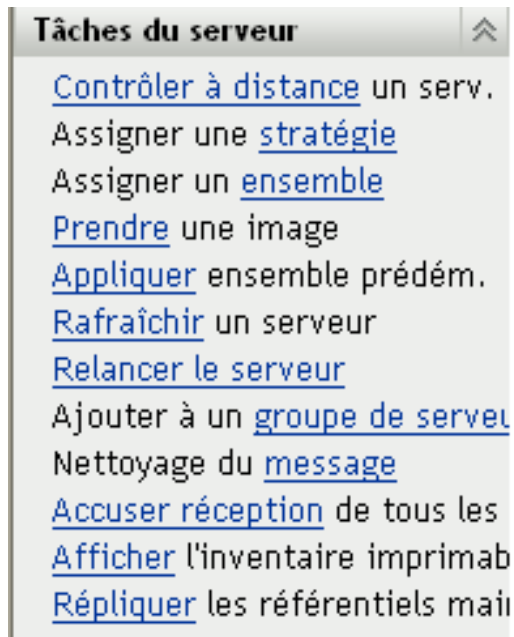 Tâches du serveur
Contrôler à distance un serv.
Assigner une stratégie
Assigner un ensemble
Prendre une image
Appliquer ensemble prédém.
Rafraîchir un serveur
Relancer le serveur
Ajouter à un groupe de serveu
Nettoyage du message
Accuser réception de tous les
Afficher l'inventaire imprimab
Répliquer les référentiels mai